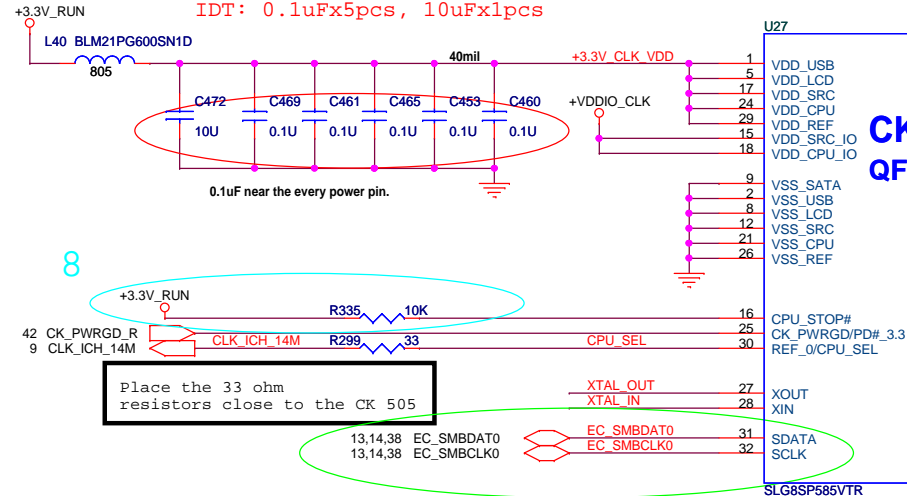 IDT: 0.1uFx5pcs, 10uFx1pcs
+3.3V_RUN
U27
L40 BLM21PG600SN1D
805
40mil
+3.3V_CLK_VDD
1 VDD_USB
5 VDD_LCD
17 VDD_SRC
24 VDD_CPU
29 VDD_REF
15 VDD_SRC_IO
18 VDD_CPU_IO
+VDDIO_CLK
CK
QF
C472 C469 C461 C465 C453 C460
10U 0.1U 0.1U 0.1U 0.1U 0.1U
0.1uF near the every power pin.
9 VSS_SATA
2 VSS_USB
8 VSS_LCD
12 VSS_SRC
21 VSS_CPU
26 VSS_REF
8
+3.3V_RUN
R335 10K
16 CPU_STOP#
42 CK_PWRGD_R
25 CK_PWRGD/PD#_3.3
9 CLK_ICH_14M
CLK_ICH_14M
R299 33
CPU_SEL
30 REF_0/CPU_SEL
Place the 33 ohm
resistors close to the CK 505
XTAL_OUT 27 XOUT
XTAL_IN 28 XIN
13,14,38 EC_SMBDAT0 EC_SMBDAT0 31 SDATA
13,14,38 EC_SMBCLK0 EC_SMBCLK0 32 SCLK
SLG8SP585VTR